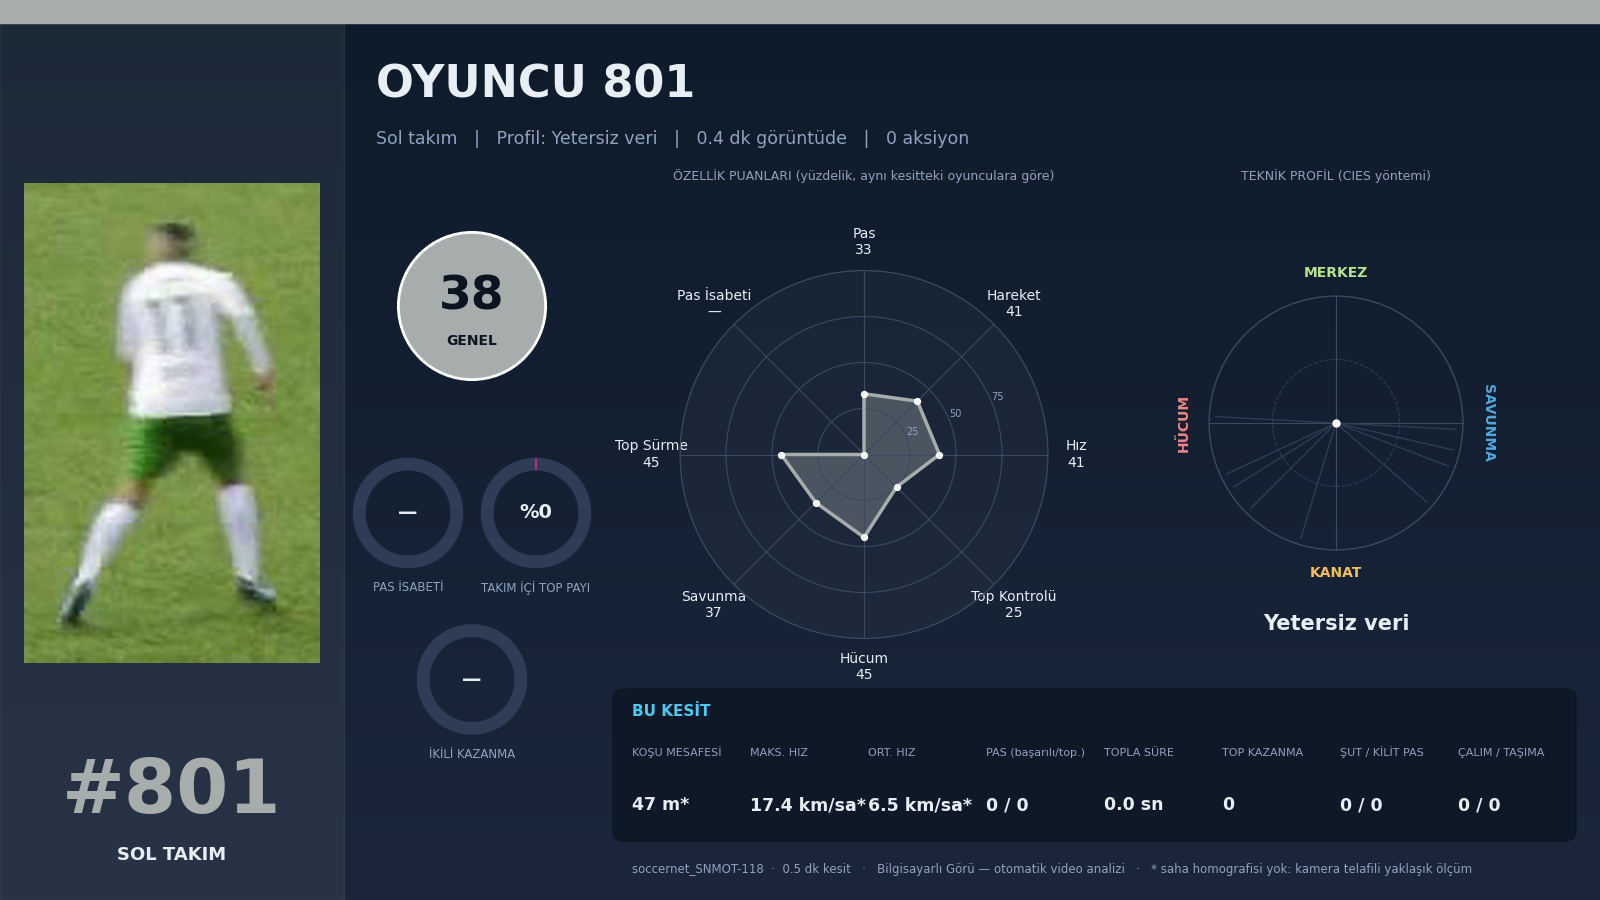 OYUNCU 801
Sol takım | Profil: Yetersiz veri | 0.4 dk görüntüde | 0 aksiyon
ÖZELLİK PUANLARI (yüzdelik, aynı kesitteki oyunculara göre)
TEKNİK PROFİL (CIES yöntemi)
38
GENEL
—
PAS İSABETİ
%0
TAKIM İÇİ TOP PAYI
—
İKİLİ KAZANMA
Pas
33
Pas İsabeti
—
Hareket
41
Top Sürme
45
Hız
41
Savunma
37
Top Kontrolü
25
Hücum
45
25
50
75
MERKEZ
HÜCUM
SAVUNMA
KANAT
Yetersiz veri
11
#801
SOL TAKIM
BU KESİT
KOŞU MESAFESİ MAKS. HIZ ORT. HIZ PAS (başarılı/top.) TOPLA SÜRE TOP KAZANMA ŞUT / KİLİT PAS ÇALIM / TAŞIMA
47 m* 17.4 km/sa* 6.5 km/sa* 0 / 0 0.0 sn 0 0 / 0 0 / 0
soccernet_SNMOT-118 · 0.5 dk kesit · Bilgisayarlı Görü — otomatik video analizi · * saha homografisi yok: kamera telafili yaklaşık ölçüm